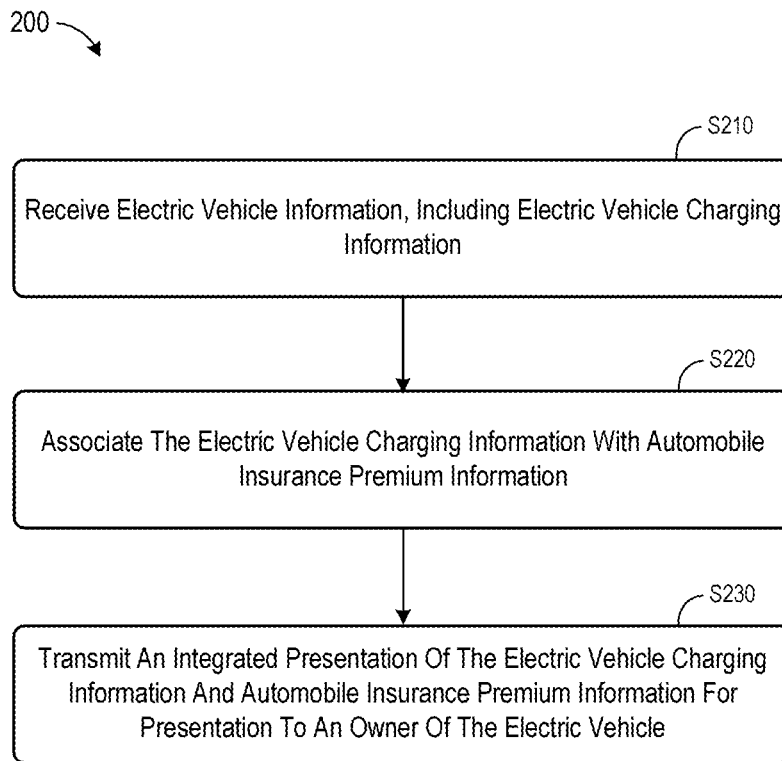 200
S210
Receive Electric Vehicle Information, Including Electric Vehicle Charging
Information
S220
Associate The Electric Vehicle Charging Information With Automobile
Insurance Premium Information
S230
Transmit An Integrated Presentation Of The Electric Vehicle Charging
Information And Automobile Insurance Premium Information For
Presentation To An Owner Of The Electric Vehicle